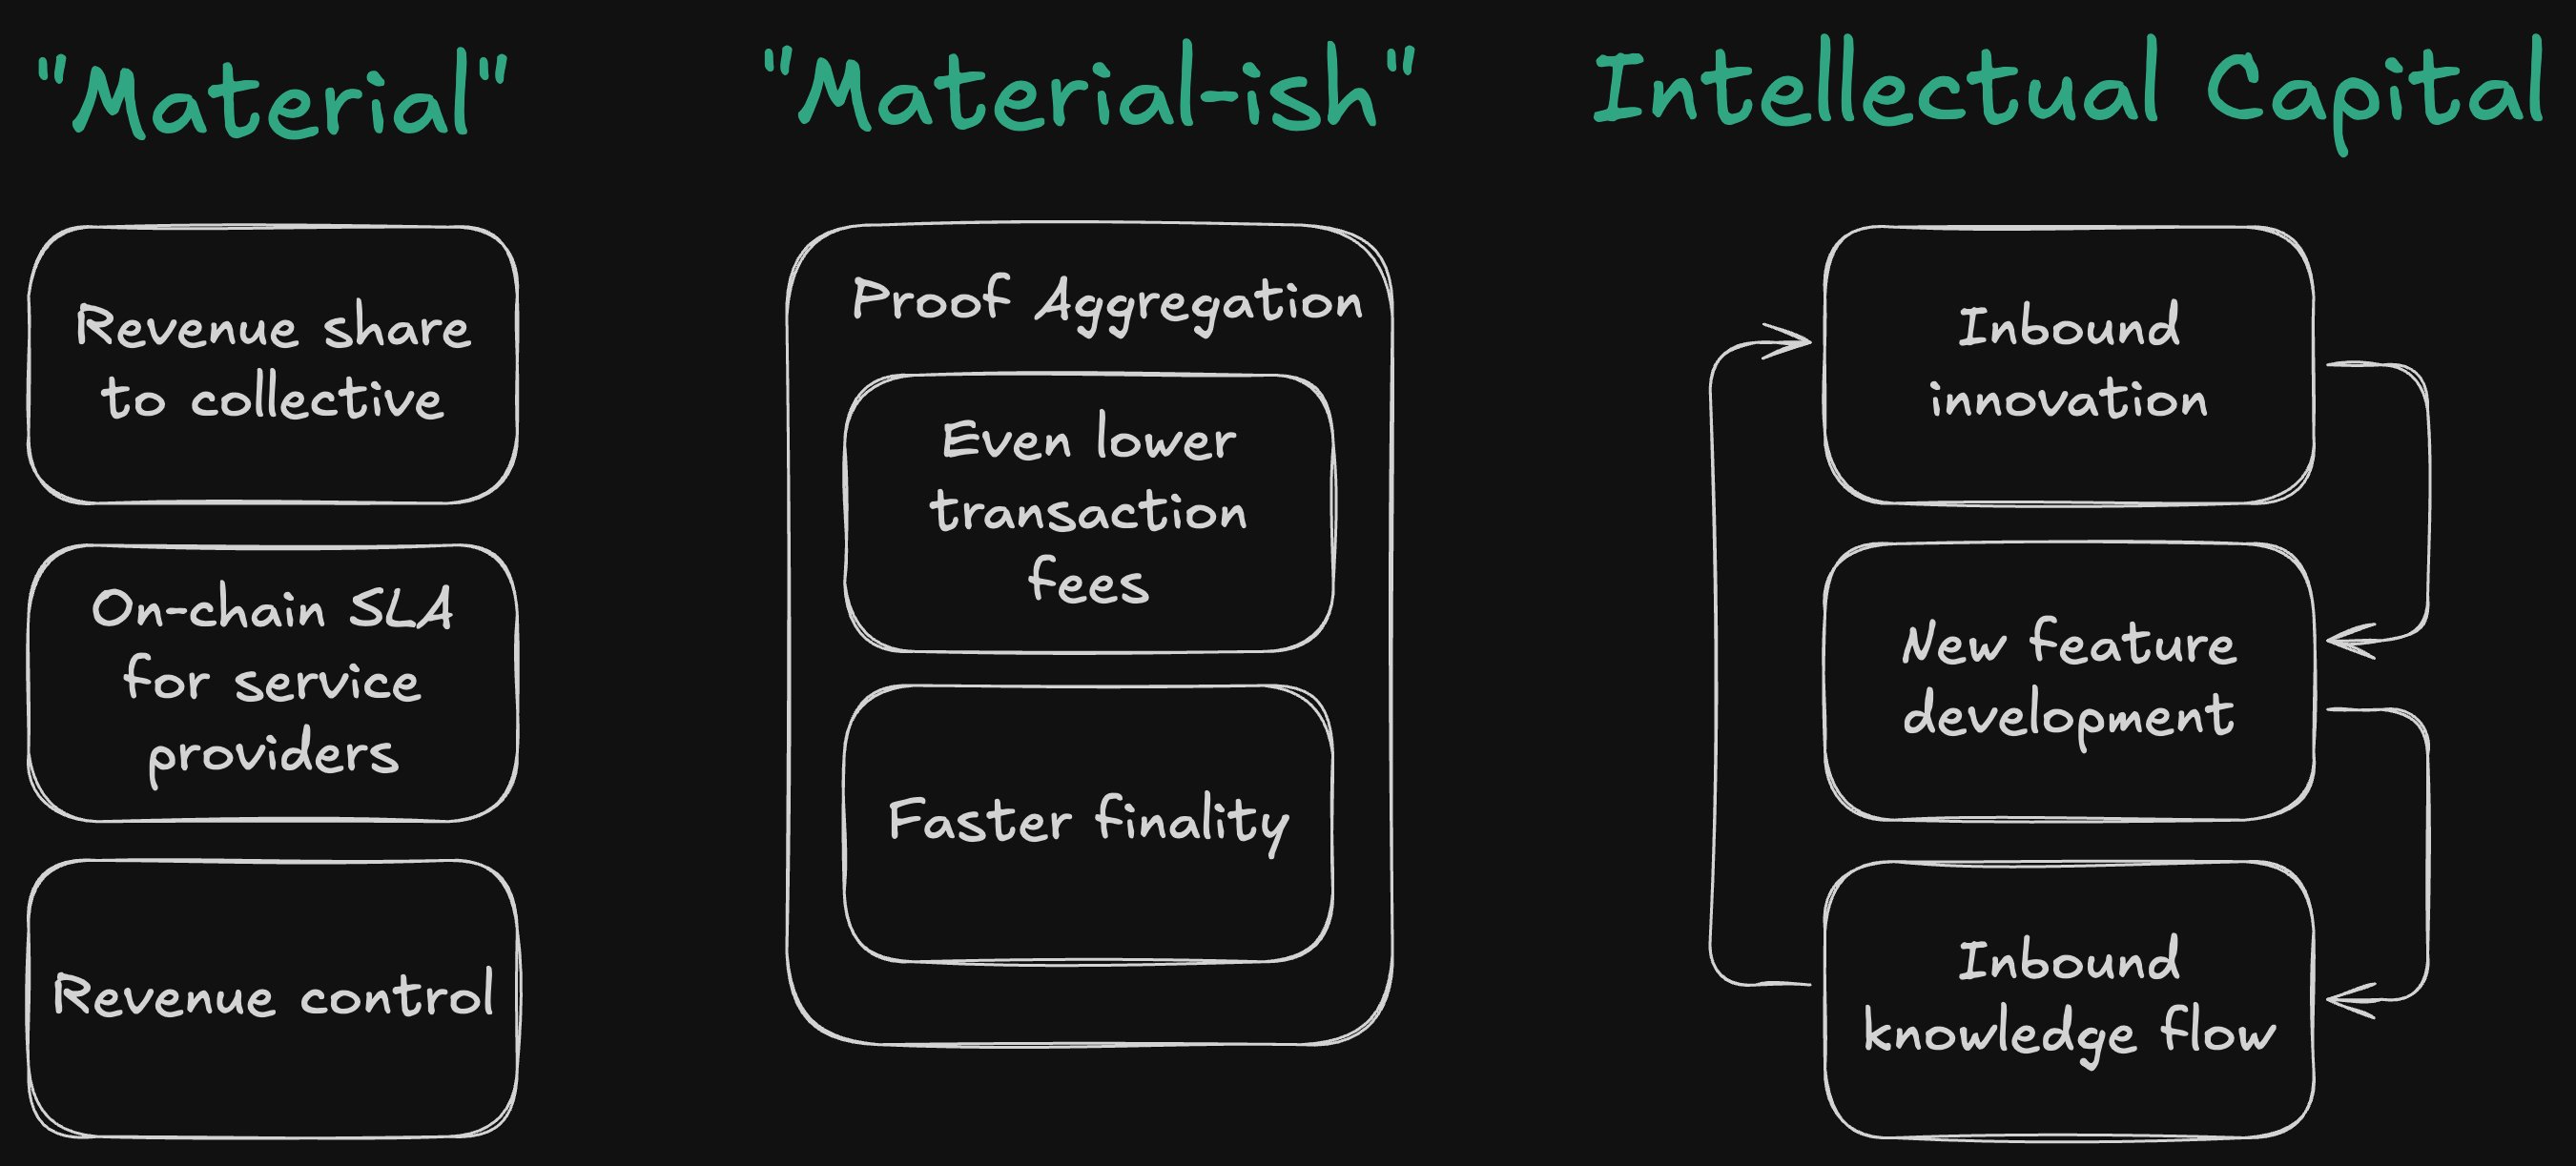 "Material"
Revenue share
to collective
On-chain SLA
for service
providers
Revenue control
"Material-ish"
Proof Aggregation
Even lower
transaction
fees
Faster finality
Intellectual Capital
Inbound
innovation
New feature
development
Inbound
knowledge flow